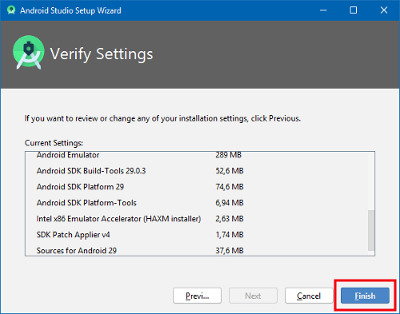 Android Studio Setup Wizard
Verify Settings
If you want to review or change any of your installation settings, click Previous.
Current Settings:
Android Emulator 289 MB
Android SDK Build-Tools 29.0.3 52,6 MB
Android SDK Platform 29 74,6 MB
Android SDK Platform-Tools 6,94 MB
Intel x86 Emulator Accelerator (HAXM installer) 2,63 MB
SDK Patch Applier v4 1,74 MB
Sources for Android 29 37,6 MB
Previ... Next Cancel Finish